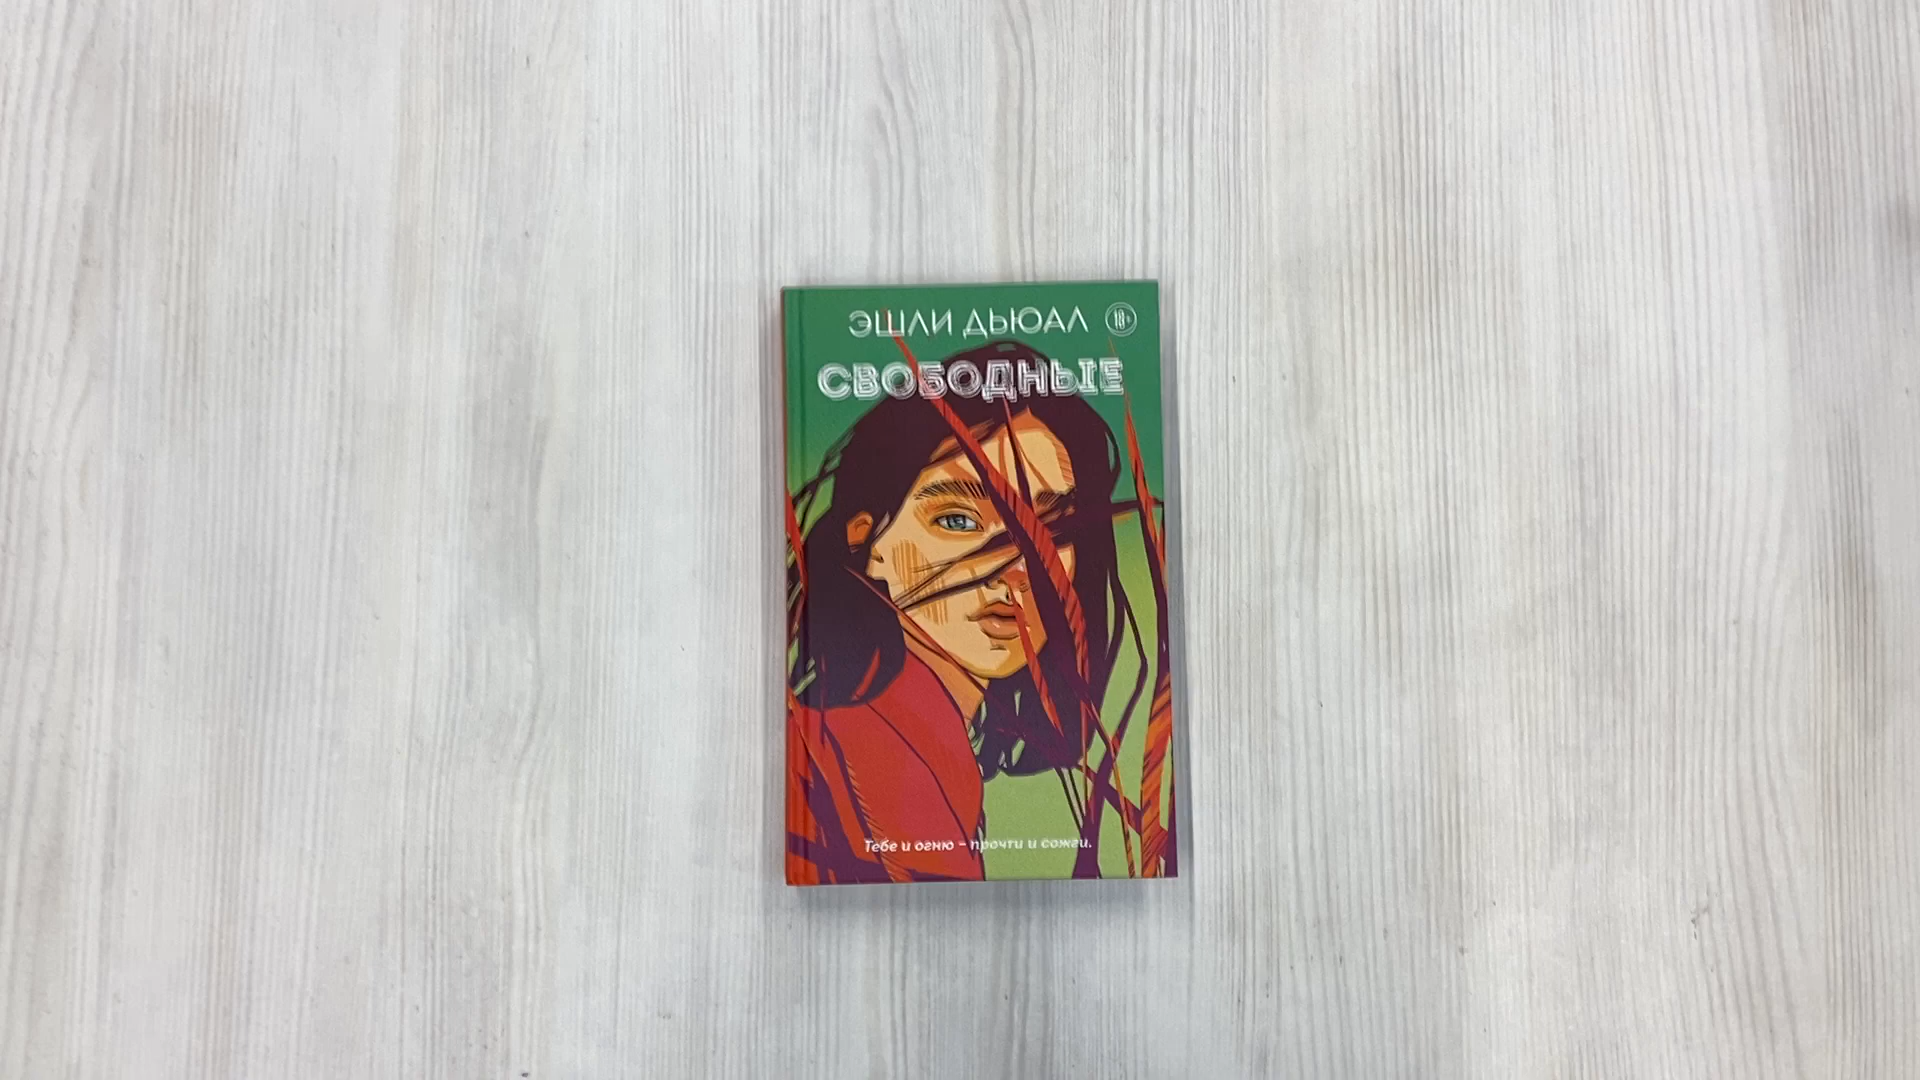 ЭШЛИ ДЬЮАЛ 18+
СВОБОДНЫЕ
Тебе и огню – прочти и сожги.